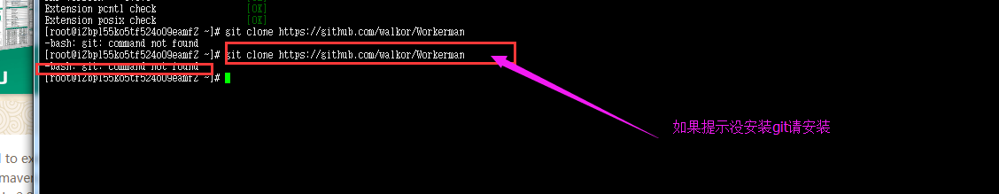 Extension pcntl check [OK]
Extension posix check [OK]
[root@iZbp155ko5tf524o09eamfZ ~]# git clone https://github.com/walkor/Workerman
-bash: git: command not found
[root@iZbp155ko5tf524o09eamfZ ~]# git clone https://github.com/walkor/Workerman
-bash: git: command not found
[root@iZbp155ko5tf524o09eamfZ ~]#
如果提示没安装git请安装
U
to ex
maver